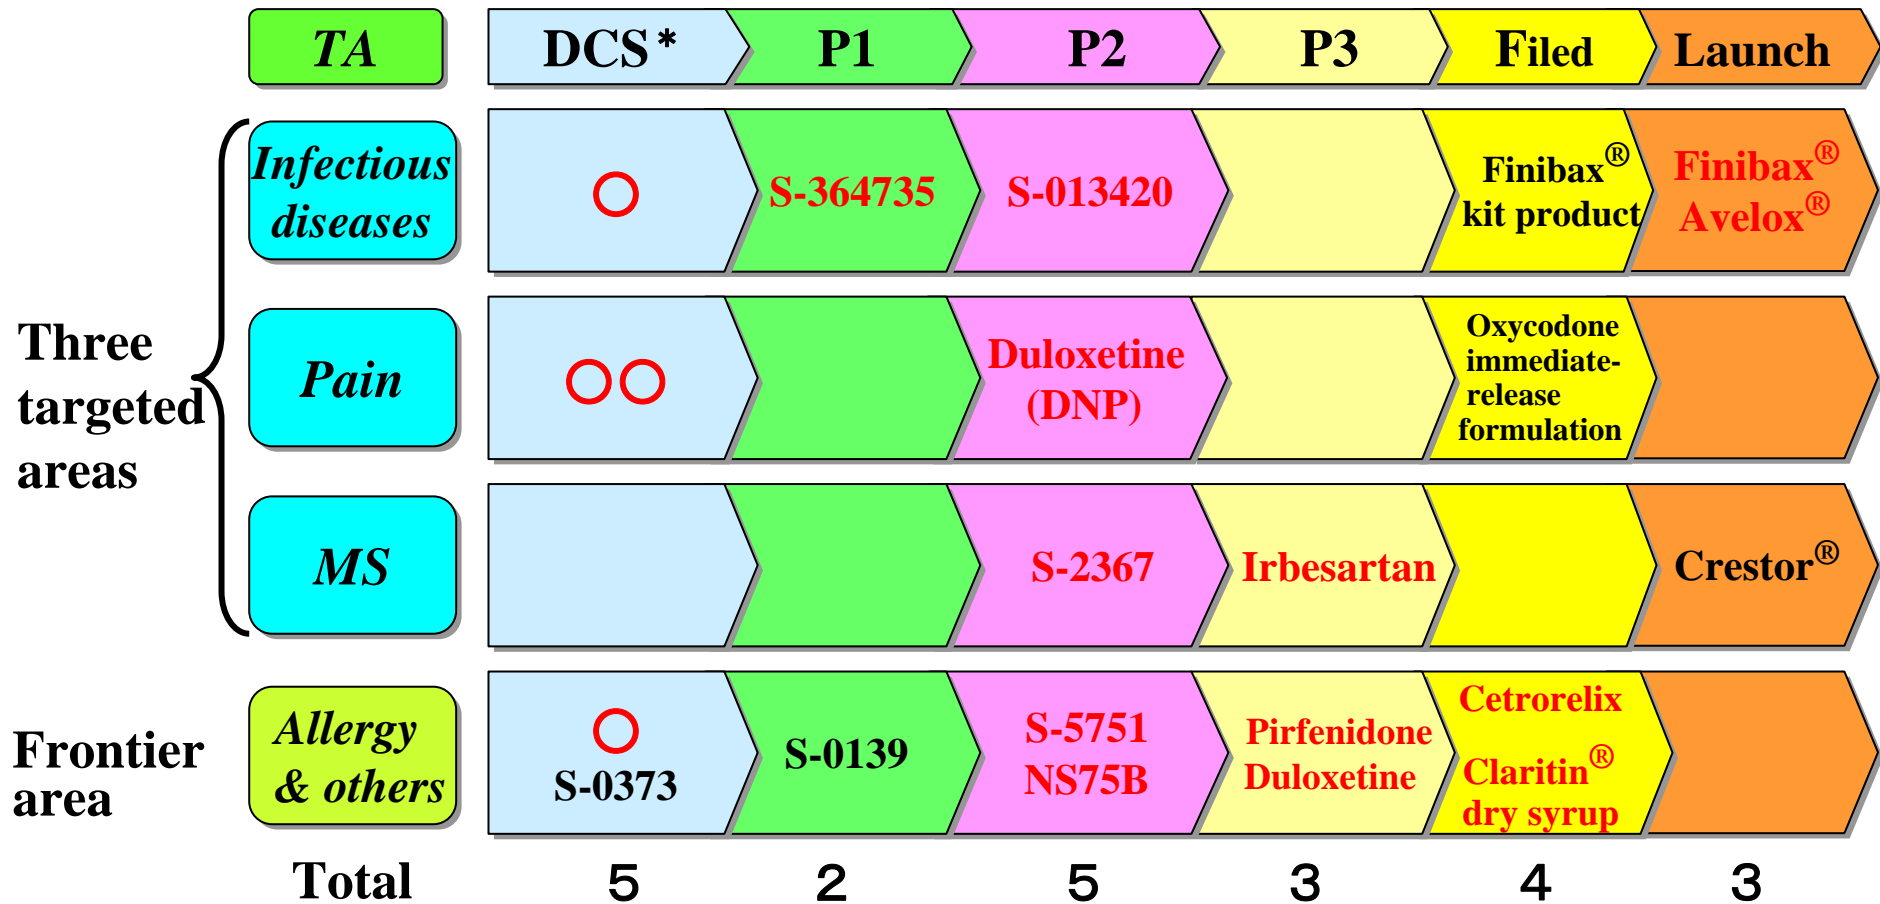 TA
DCS*
P1
P2
P3
Filed
Launch
Three
targeted
areas
Infectious
diseases
S-364735
S-013420
Finibax®
kit product
Finibax®
Avelox®
Pain
Duloxetine
(DNP)
Oxycodone
immediate-
release
formulation
MS
S-2367
Irbesartan
Crestor®
Frontier
area
Allergy
& others
S-0373
S-0139
S-5751
NS75B
Pirfenidone
Duloxetine
Cetrorelix
Claritin®
dry syrup
Total
5
2
5
3
4
3